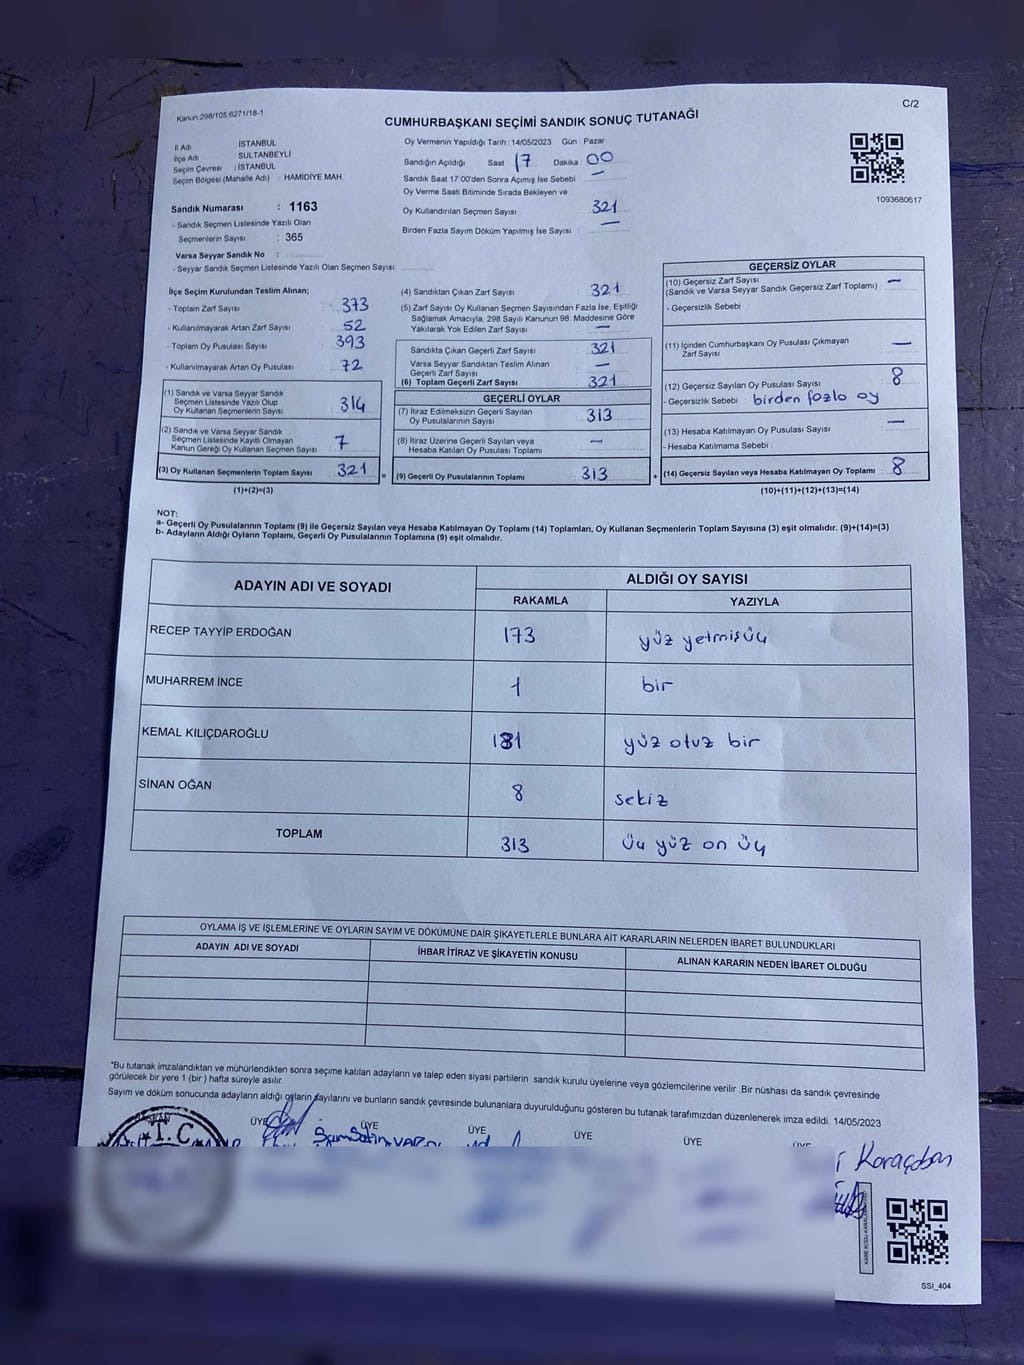 Kanun.298/105;6271/18-1
C/2
CUMHURBAŞKANI SEÇİMİ SANDIK SONUÇ TUTANAĞI
İl Adı İSTANBUL
İlçe Adı SULTANBEYLİ
Seçim Çevresi : İSTANBUL
Seçim Bölgesi (Mahalle Adı) : HAMİDİYE MAH.
Sandık Numarası : 1163
- Sandık Seçmen Listesinde Yazılı Olan
Seçmenlerin Sayısı : 365
Varsa Seyyar Sandık No :
- Seyyar Sandık Seçmen Listesinde Yazılı Olan Seçmen Sayısı:
Oy Vermenin Yapıldığı Tarih : 14/05/2023 Gün : Pazar
Sandığın Açıldığı Saat 17 Dakika 00
Sandık Saat 17:00'den Sonra Açımış İse Sebebi —
Oy Verme Saati Bitiminde Sırada Bekleyen ve
Oy Kullandırılan Seçmen Sayısı 321
Birden Fazla Sayım Döküm Yapılmış İse Sayısı —
1093680617
İlçe Seçim Kurulundan Teslim Alınan;
- Toplam Zarf Sayısı : 373
- Kullanılmayarak Artan Zarf Sayısı : 52
- Toplam Oy Pusulası Sayısı : 393
- Kullanılmayarak Artan Oy Pusulası : 72
(1) Sandık ve Varsa Seyyar Sandık
Seçmen Listesinde Yazılı Olup
Oy Kullanan Seçmenlerin Sayısı : 314
(2) Sandık ve Varsa Seyyar Sandık
Seçmen Listesinde Kayıtlı Olmayan
Kanun Gereği Oy Kullanan Seçmen Sayısı : 7
(3) Oy Kullanan Seçmenlerin Toplam Sayısı : 321
(1)+(2)=(3)
(4) Sandıktan Çıkan Zarf Sayısı : 321
(5) Zarf Sayısı Oy Kullanan Seçmen Sayısından Fazla İse, Eşitliği
Sağlamak Amacıyla, 298 Sayılı Kanunun 98. Maddesine Göre
Yakılarak Yok Edilen Zarf Sayısı : —
Sandıkta Çıkan Geçerli Zarf Sayısı : 321
Varsa Seyyar Sandıktan Teslim Alınan
Geçerli Zarf Sayısı : —
(6) Toplam Geçerli Zarf Sayısı : 321
GEÇERLİ OYLAR
(7) İtiraz Edilmeksizin Geçerli Sayılan
Oy Pusulalarının Sayısı : 313
(8) İtiraz Üzerine Geçerli Sayılan veya
Hesaba Katılan Oy Pusulası Toplamı : —
= (9) Geçerli Oy Pusulalarının Toplamı : 313
GEÇERSİZ OYLAR
(10) Geçersiz Zarf Sayısı
(Sandık ve Varsa Seyyar Sandık Geçersiz Zarf Toplamı) : —
- Geçersizlik Sebebi :
(11) İçinden Cumhurbaşkanı Oy Pusulası Çıkmayan
Zarf Sayısı : —
(12) Geçersiz Sayılan Oy Pusulası Sayısı : 8
- Geçersizlik Sebebi : birden fazla oy
(13) Hesaba Katılmayan Oy Pusulası Sayısı : —
- Hesaba Katılmama Sebebi :
+ (14) Geçersiz Sayılan veya Hesaba Katılmayan Oy Toplamı : 8
(10)+(11)+(12)+(13)=(14)
NOT:
a- Geçerli Oy Pusulalarının Toplamı (9) ile Geçersiz Sayılan veya Hesaba Katılmayan Oy Toplamı (14) Toplamları, Oy Kullanan Seçmenlerin Toplam Sayısına (3) eşit olmalıdır. (9)+(14)=(3)
b- Adayların Aldığı Oyların Toplamı, Geçerli Oy Pusulalarının Toplamına (9) eşit olmalıdır.
ADAYIN ADI VE SOYADI ALDIĞI OY SAYISI
RAKAMLA YAZIYLA
RECEP TAYYİP ERDOĞAN 173 yüz yetmişüç
MUHARREM İNCE 1 bir
KEMAL KILIÇDAROĞLU 131 yüz otuz bir
SİNAN OĞAN 8 sekiz
TOPLAM 313 üç yüz on üç
OYLAMA İŞ VE İŞLEMLERİNE VE OYLARIN SAYIM VE DÖKÜMÜNE DAİR ŞİKAYETLERLE BUNLARA AİT KARARLARIN NELERDEN İBARET BULUNDUKLARI
ADAYIN ADI VE SOYADI İHBAR İTİRAZ VE ŞİKAYETİN KONUSU ALINAN KARARIN NEDEN İBARET OLDUĞU
*Bu tutanak imzalandıktan ve mühürlendikten sonra seçime katılan adayların ve talep eden siyasi partilerin sandık kurulu üyelerine veya gözlemcilerine verilir. Bir nüshası da sandık çevresinde
görülecek bir yere 1 (bir) hafta süreyle asılır.
Sayım ve döküm sonucunda adayların aldığı oyların sayılarını ve bunların sandık çevresinde bulunanlara duyurulduğunu gösteren bu tutanak tarafımızdan düzenlenerek imza edildi. 14/05/2023
ÜYE ÜYE ÜYE ÜYE ÜYE ÜYE
T.C.
SSI_404